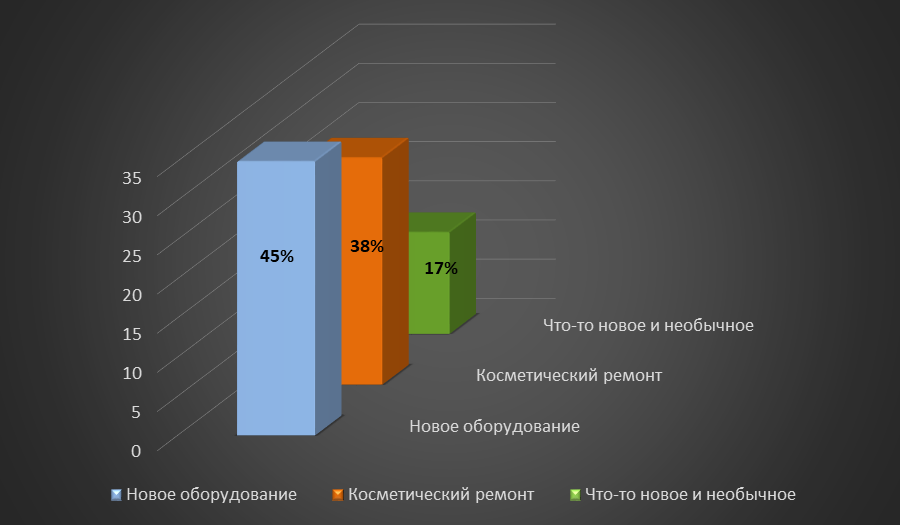 35
30
25
20
15
10
5
0
45%
38%
17%
Что-то новое и необычное
Косметический ремонт
Новое оборудование
Новое оборудование Косметический ремонт Что-то новое и необычное